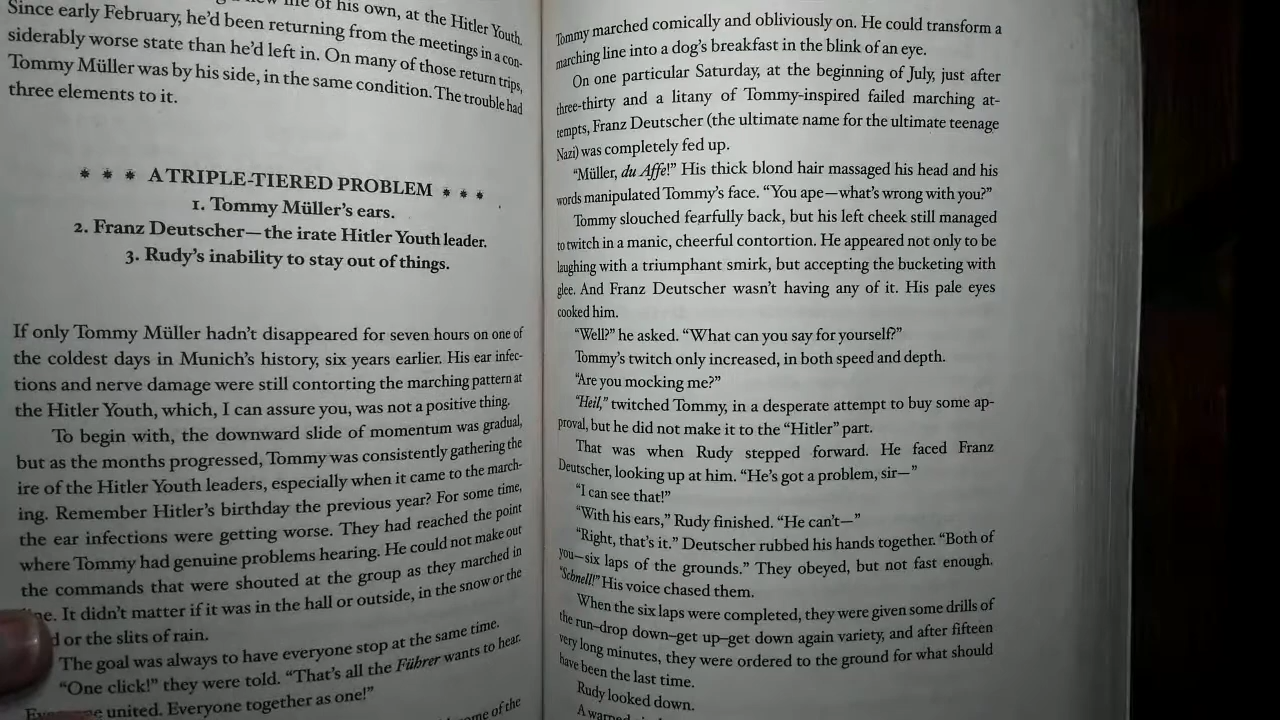 of his own, at the Hitler Youth.
Since early February, he'd been returning from the meetings in a con-
siderably worse state than he'd left in. On many of those return trips,
Tommy Müller was by his side, in the same condition. The trouble had
three elements to it.
* * * A TRIPLE-TIERED PROBLEM * * *
1. Tommy Müller's ears.
2. Franz Deutscher—the irate Hitler Youth leader.
3. Rudy's inability to stay out of things.
If only Tommy Müller hadn't disappeared for seven hours on one of
the coldest days in Munich's history, six years earlier. His ear infec-
tions and nerve damage were still contorting the marching pattern at
the Hitler Youth, which, I can assure you, was not a positive thing.
To begin with, the downward slide of momentum was gradual,
but as the months progressed, Tommy was consistently gathering the
ire of the Hitler Youth leaders, especially when it came to the march-
ing. Remember Hitler's birthday the previous year? For some time,
the ear infections were getting worse. They had reached the point
where Tommy had genuine problems hearing. He could not make out
the commands that were shouted at the group as they marched in
It didn't matter if it was in the hall or outside, in the snow or the
or the slits of rain.
The goal was always to have everyone stop at the same time.
"One click!" they were told. "That's all the Führer wants to hear.
united. Everyone together as one!"
of the
Tommy marched comically and obliviously on. He could transform a
marching line into a dog's breakfast in the blink of an eye.
On one particular Saturday, at the beginning of July, just after
three-thirty and a litany of Tommy-inspired failed marching at-
tempts, Franz Deutscher (the ultimate name for the ultimate teenage
Nazi) was completely fed up.
"Müller, du Affe!" His thick blond hair massaged his head and his
words manipulated Tommy's face. "You ape—what's wrong with you?"
Tommy slouched fearfully back, but his left cheek still managed
to twitch in a manic, cheerful contortion. He appeared not only to be
laughing with a triumphant smirk, but accepting the bucketing with
glee. And Franz Deutscher wasn't having any of it. His pale eyes
cooked him.
"Well?" he asked. "What can you say for yourself?"
Tommy's twitch only increased, in both speed and depth.
"Are you mocking me?"
"Heil," twitched Tommy, in a desperate attempt to buy some ap-
proval, but he did not make it to the "Hitler" part.
That was when Rudy stepped forward. He faced Franz
Deutscher, looking up at him. "He's got a problem, sir—"
"I can see that!"
"With his ears," Rudy finished. "He can't—"
"Right, that's it." Deutscher rubbed his hands together. "Both of
you—six laps of the grounds." They obeyed, but not fast enough.
"Schnell!" His voice chased them.
When the six laps were completed, they were given some drills of
the run–drop down–get up–get down again variety, and after fifteen
very long minutes, they were ordered to the ground for what should
have been the last time.
Rudy looked down.
A